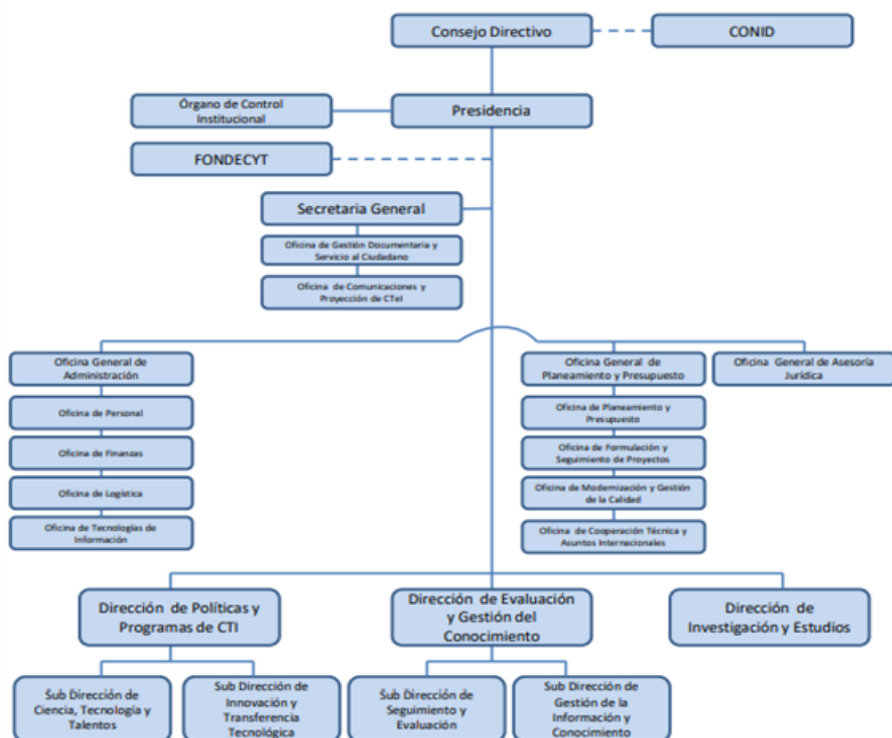 Consejo Directivo
CONID
Órgano de Control
Institucional
Presidencia
FONDECYT
Secretaria General
Oficina de Gestión Documentaria y
Servicio al Ciudadano
Oficina de Comunicaciones y
Proyección de CTeI
Oficina General de
Administración
Oficina General de
Planeamiento y Presupuesto
Oficina General de Asesoría
Jurídica
Oficina de Personal
Oficina de Finanzas
Oficina de Logística
Oficina de Tecnologías de
Información
Oficina de Planeamiento y
Presupuesto
Oficina de Formulación y
Seguimiento de Proyectos
Oficina de Modernización y Gestión
de la Calidad
Oficina de Cooperación Técnica y
Asuntos Internacionales
Dirección de Políticas y
Programas de CTI
Dirección de Evaluación
y Gestión del
Conocimiento
Dirección de
Investigación y Estudios
Sub Dirección de
Ciencia, Tecnología y
Talentos
Sub Dirección de
Innovación y
Transferencia
Tecnológica
Sub Dirección de
Seguimiento y
Evaluación
Sub Dirección de
Gestión de la
Información y
Conocimiento